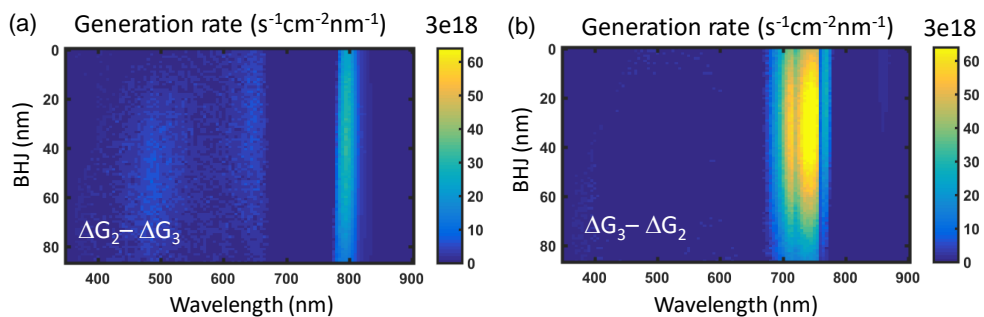 (a) Generation rate (s⁻¹cm⁻²nm⁻¹) 3e18
0
20
40
60
80
BHJ (nm)
ΔG₂– ΔG₃
400 500 600 700 800 900
Wavelength (nm)
60
50
40
30
20
10
0
(b) Generation rate (s⁻¹cm⁻²nm⁻¹) 3e18
0
20
40
60
80
BHJ (nm)
ΔG₃– ΔG₂
400 500 600 700 800 900
Wavelength (nm)
60
50
40
30
20
10
0